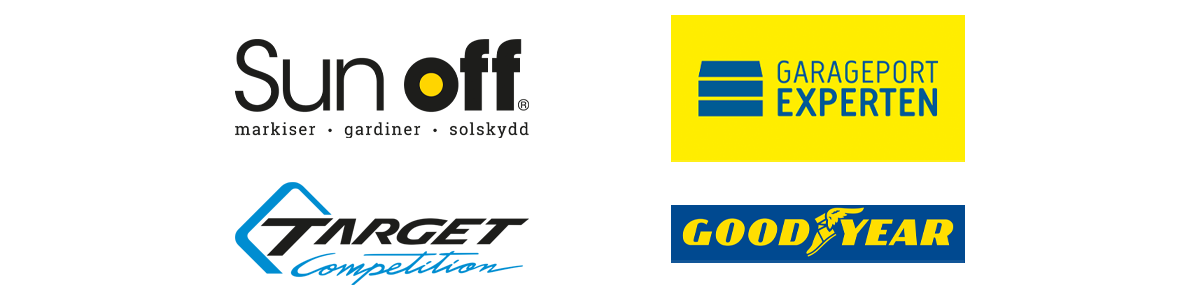 Sun off®
markiser • gardiner • solskydd
GARAGEPORT
EXPERTEN
TARGET
Competition
GOODYEAR